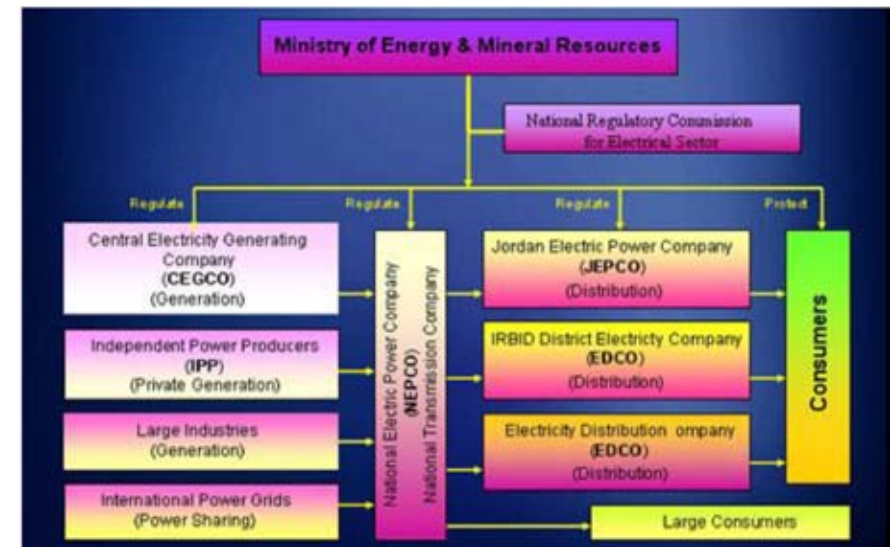 Ministry of Energy & Mineral Resources
National Regulatory Commission
for Electrical Sector
Regulate
Regulate
Regulate
Protect
Central Electricity Generating
Company
(CEGCO)
(Generation)
Independent Power Producers
(IPP)
(Private Generation)
Large Industries
(Generation)
International Power Grids
(Power Sharing)
National Electric Power Company
(NEPCO)
National Transmission Company
Jordan Electric Power Company
(JEPCO)
(Distribution)
IRBID District Electricty Company
(EDCO)
(Distribution)
Electricity Distribution ompany
(EDCO)
(Distribution)
Consumers
Large Consumers